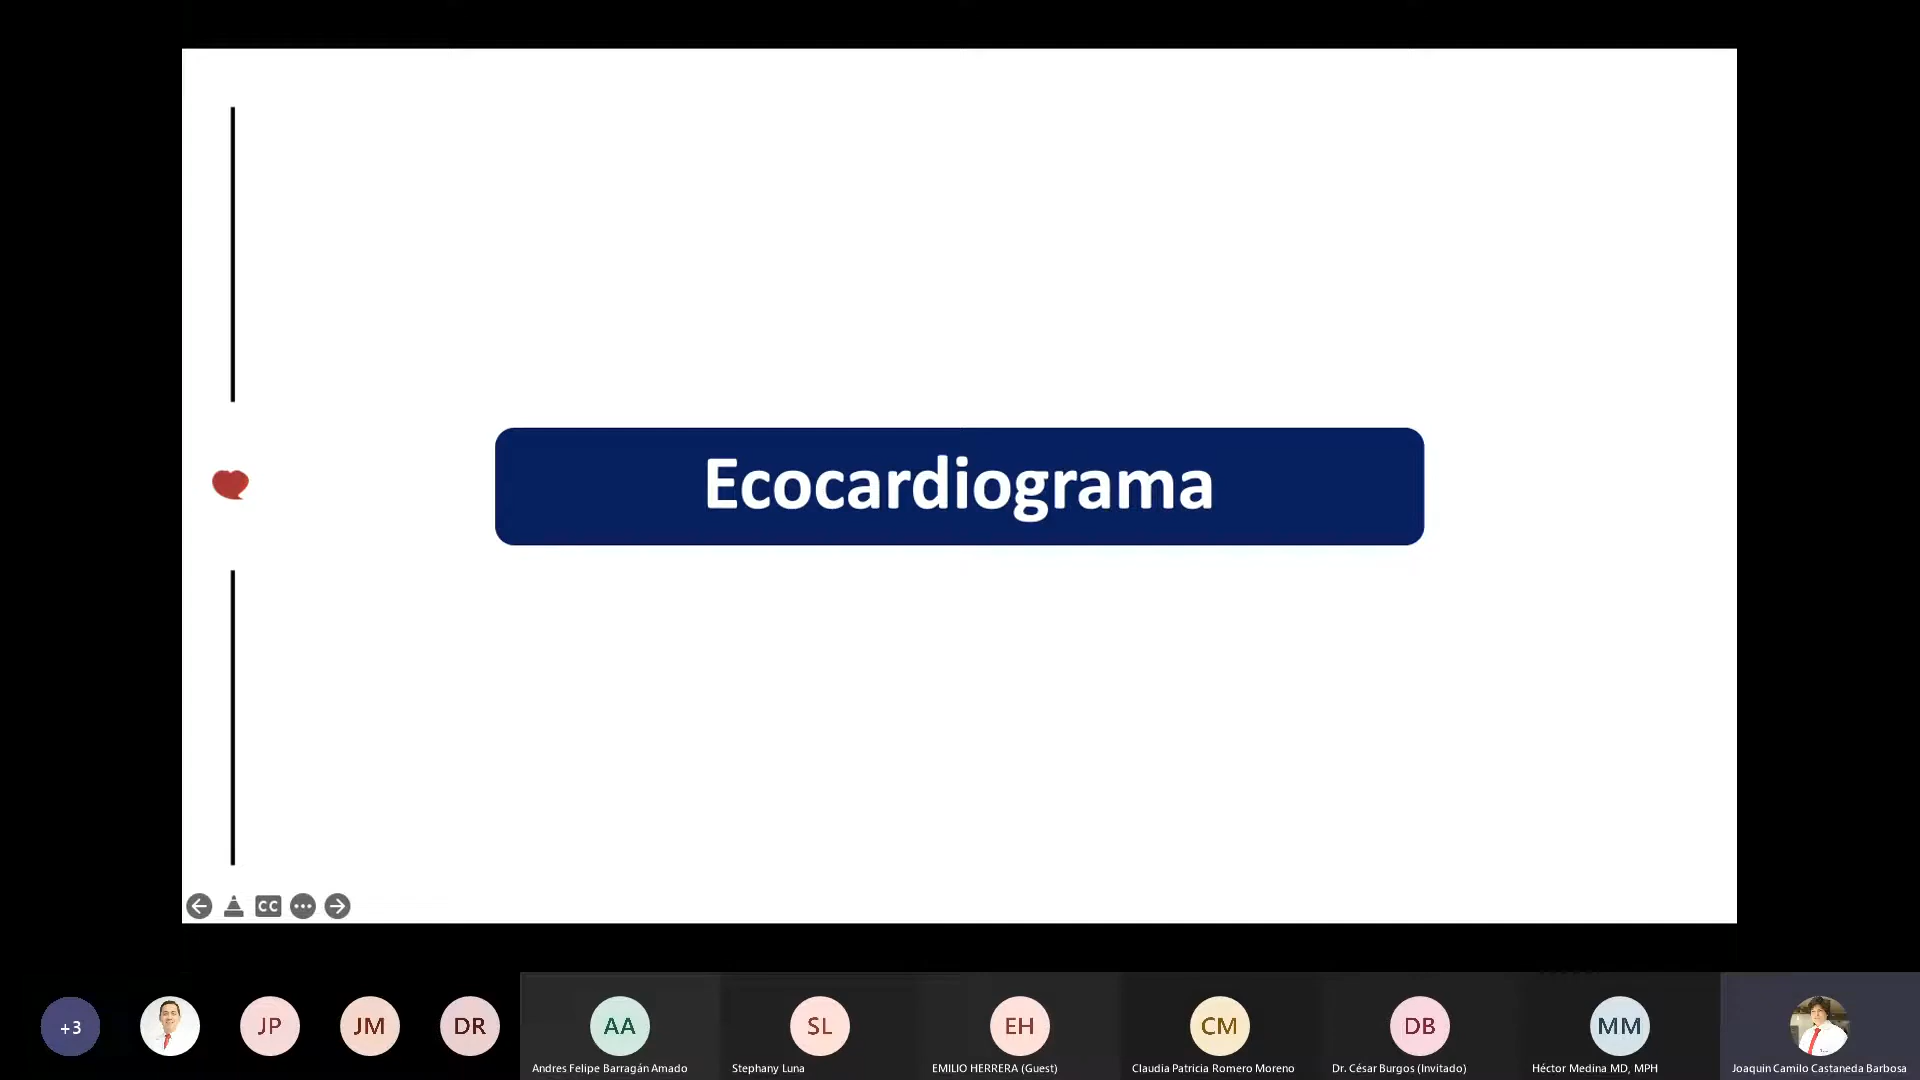 Ecocardiograma
CC
+3
JP
JM
DR
AA
SL
EH
CM
DB
MM
Andres Felipe Barragán Amado
Stephany Luna
EMILIO HERRERA (Guest)
Claudia Patricia Romero Moreno
Dr. César Burgos (Invitado)
Héctor Medina MD, MPH
Joaquin Camilo Castaneda Barbosa